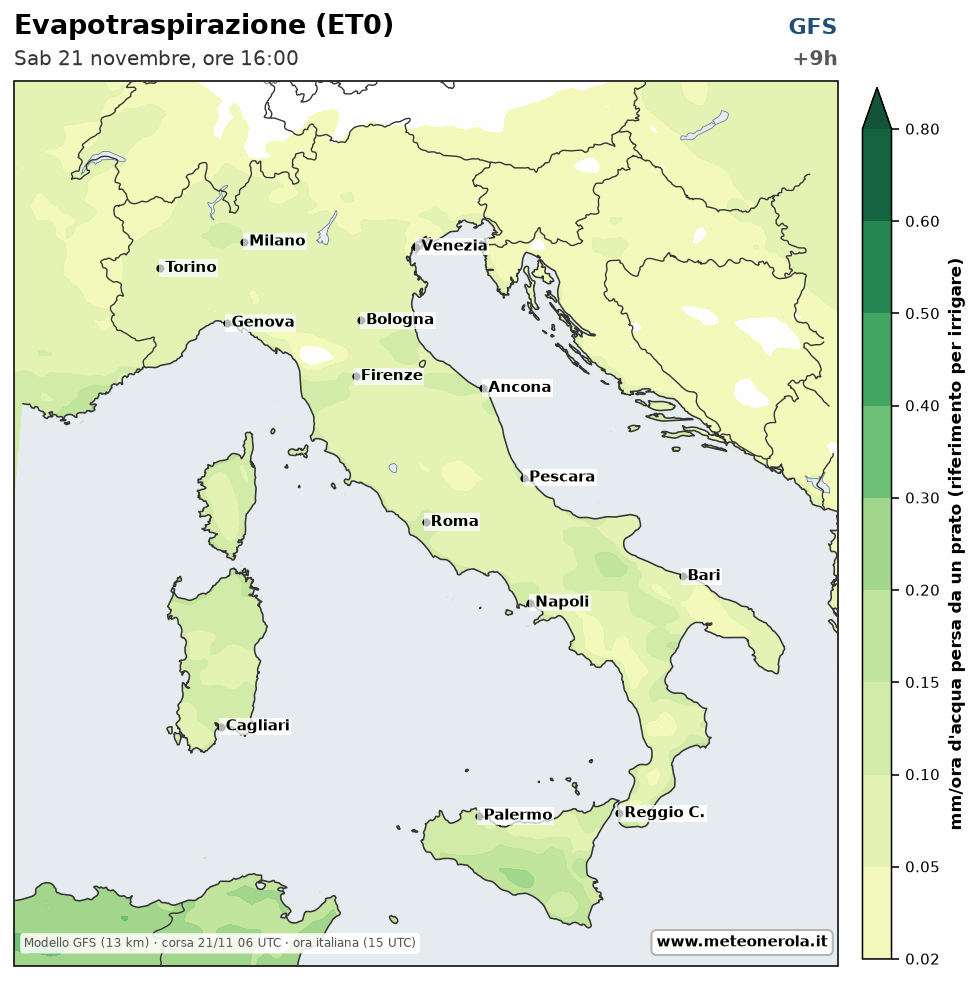 Evapotraspirazione (ET0)
GFS
Sab 21 novembre, ore 16:00
+9h
Milano
Venezia
Torino
Genova
Bologna
Firenze
Ancona
Pescara
Roma
Bari
Napoli
Cagliari
Palermo
Reggio C.
Modello GFS (13 km) · corsa 21/11 06 UTC · ora italiana (15 UTC)
www.meteonerola.it
0.80
0.60
0.50
0.40
0.30
0.20
0.15
0.10
0.05
0.02
mm/ora d'acqua persa da un prato (riferimento per irrigare)